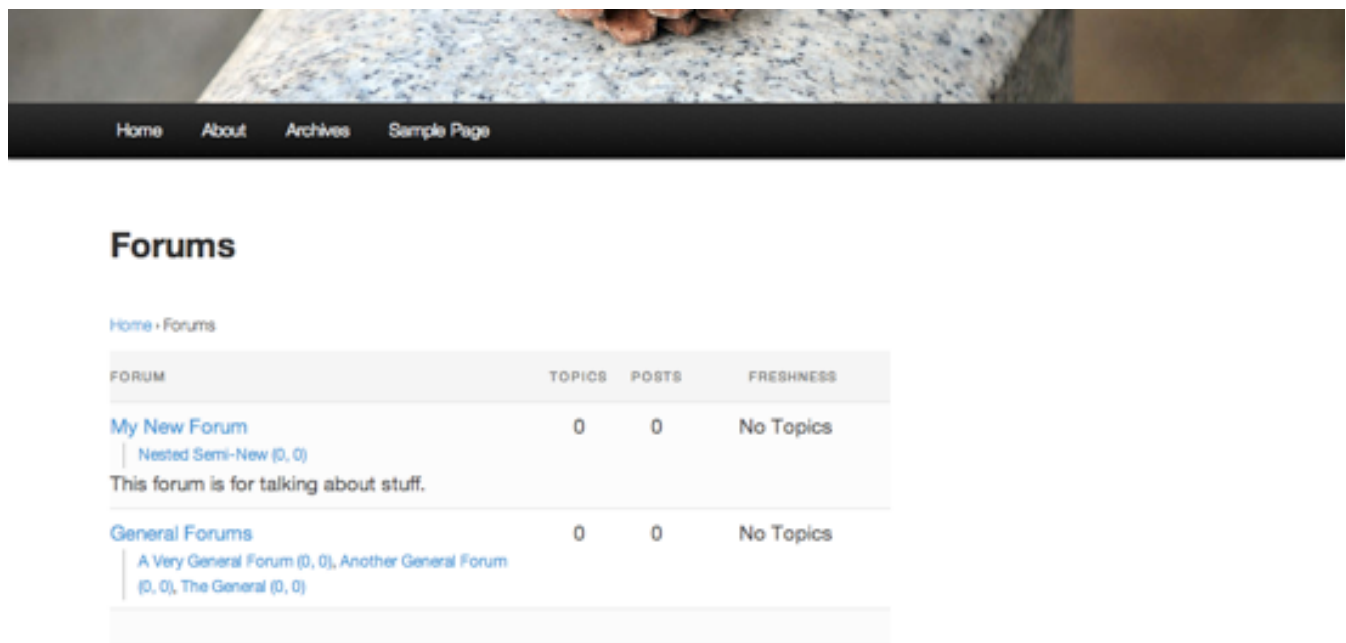 Home About Archives Sample Page
Forums
Home › Forums
FORUM TOPICS POSTS FRESHNESS
My New Forum 0 0 No Topics
Nested Semi-New (0, 0)
This forum is for talking about stuff.
General Forums 0 0 No Topics
A Very General Forum (0, 0), Another General Forum
(0, 0), The General (0, 0)